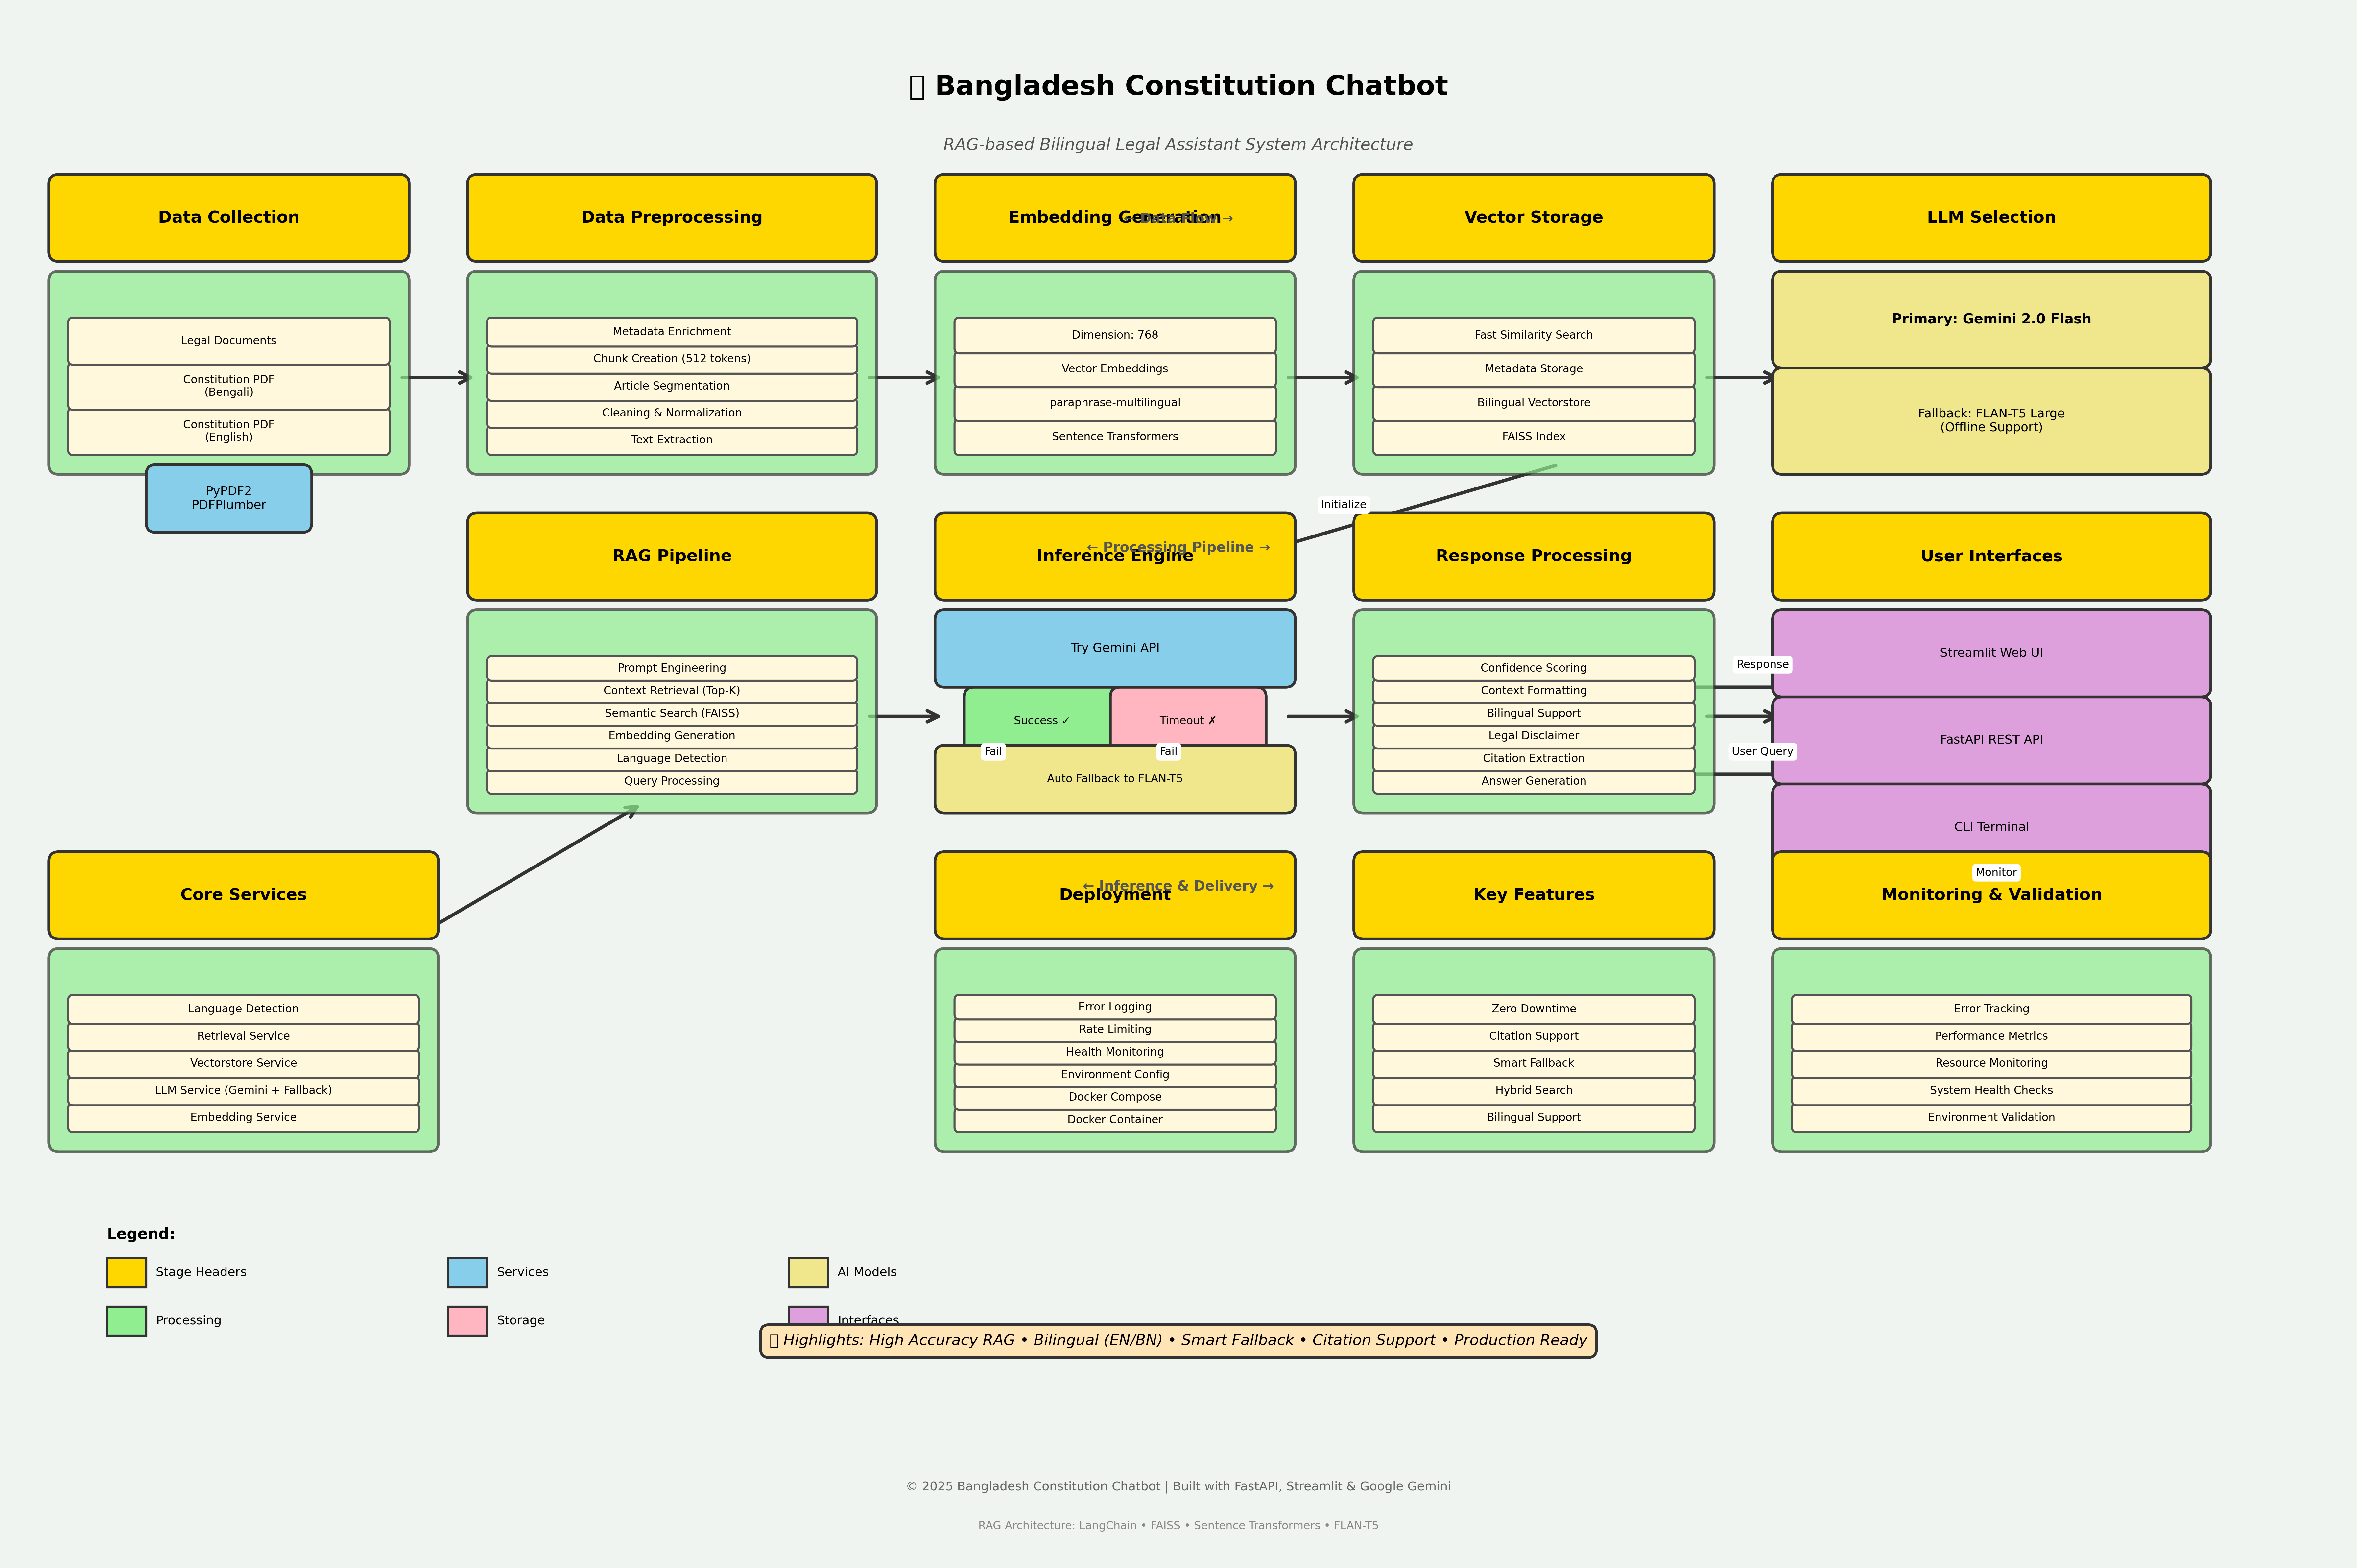 Bangladesh Constitution Chatbot
RAG-based Bilingual Legal Assistant System Architecture
Data Collection
Data Preprocessing
Embedding Generation
← Data Flow →
Vector Storage
LLM Selection
Legal Documents
Constitution PDF
(Bengali)
Constitution PDF
(English)
PyPDF2
PDFPlumber
Metadata Enrichment
Chunk Creation (512 tokens)
Article Segmentation
Cleaning & Normalization
Text Extraction
Dimension: 768
Vector Embeddings
paraphrase-multilingual
Sentence Transformers
Fast Similarity Search
Metadata Storage
Bilingual Vectorstore
FAISS Index
Primary: Gemini 2.0 Flash
Fallback: FLAN-T5 Large
(Offline Support)
Initialize
RAG Pipeline
Inference Engine
← Processing Pipeline →
Response Processing
User Interfaces
Prompt Engineering
Context Retrieval (Top-K)
Semantic Search (FAISS)
Embedding Generation
Language Detection
Query Processing
Try Gemini API
Success ✓
Timeout ✗
Fail
Fail
Auto Fallback to FLAN-T5
Confidence Scoring
Context Formatting
Bilingual Support
Legal Disclaimer
Citation Extraction
Answer Generation
Response
User Query
Streamlit Web UI
FastAPI REST API
CLI Terminal
Core Services
Deployment
← Inference & Delivery →
Key Features
Monitor
Monitoring & Validation
Language Detection
Retrieval Service
Vectorstore Service
LLM Service (Gemini + Fallback)
Embedding Service
Error Logging
Rate Limiting
Health Monitoring
Environment Config
Docker Compose
Docker Container
Zero Downtime
Citation Support
Smart Fallback
Hybrid Search
Bilingual Support
Error Tracking
Performance Metrics
Resource Monitoring
System Health Checks
Environment Validation
Legend:
Stage Headers
Services
AI Models
Processing
Storage
Interfaces
Highlights: High Accuracy RAG • Bilingual (EN/BN) • Smart Fallback • Citation Support • Production Ready
© 2025 Bangladesh Constitution Chatbot | Built with FastAPI, Streamlit & Google Gemini
RAG Architecture: LangChain • FAISS • Sentence Transformers • FLAN-T5